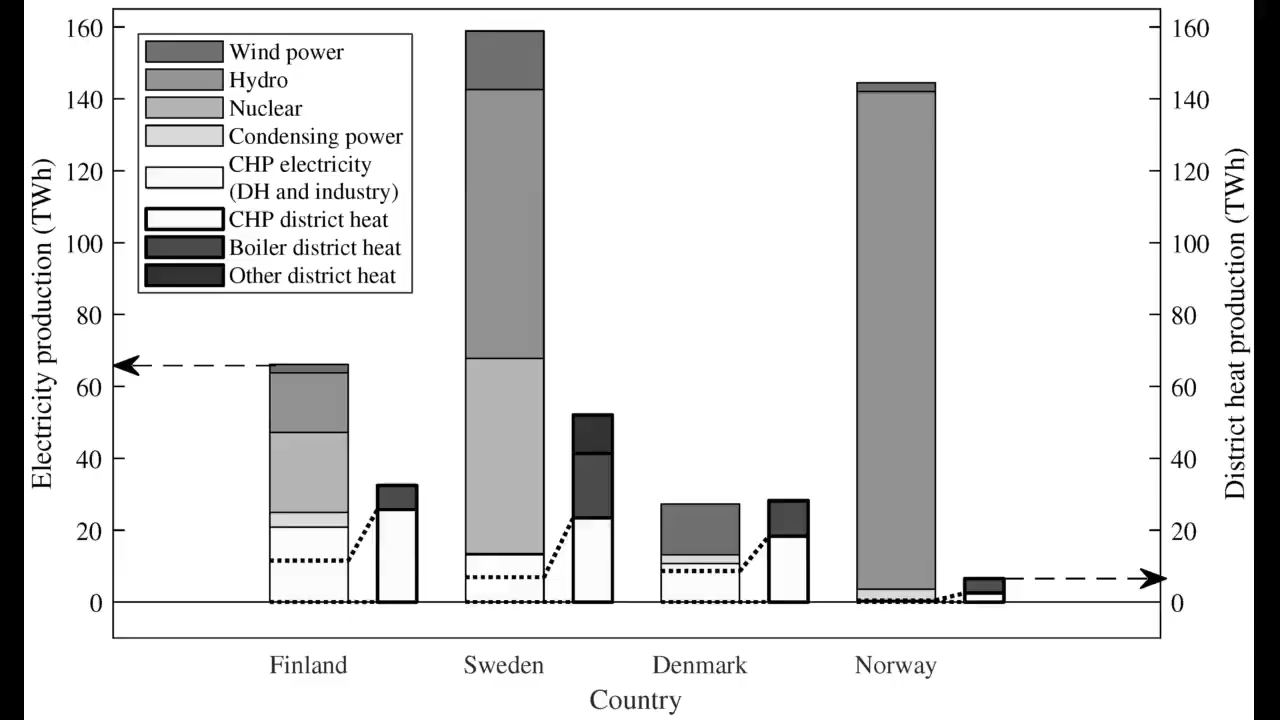 160
140
120
100
80
60
40
20
0
Electricity production (TWh)
Wind power
Hydro
Nuclear
Condensing power
CHP electricity
(DH and industry)
CHP district heat
Boiler district heat
Other district heat
160
140
120
100
80
60
40
20
0
District heat production (TWh)
Finland
Sweden
Denmark
Norway
Country